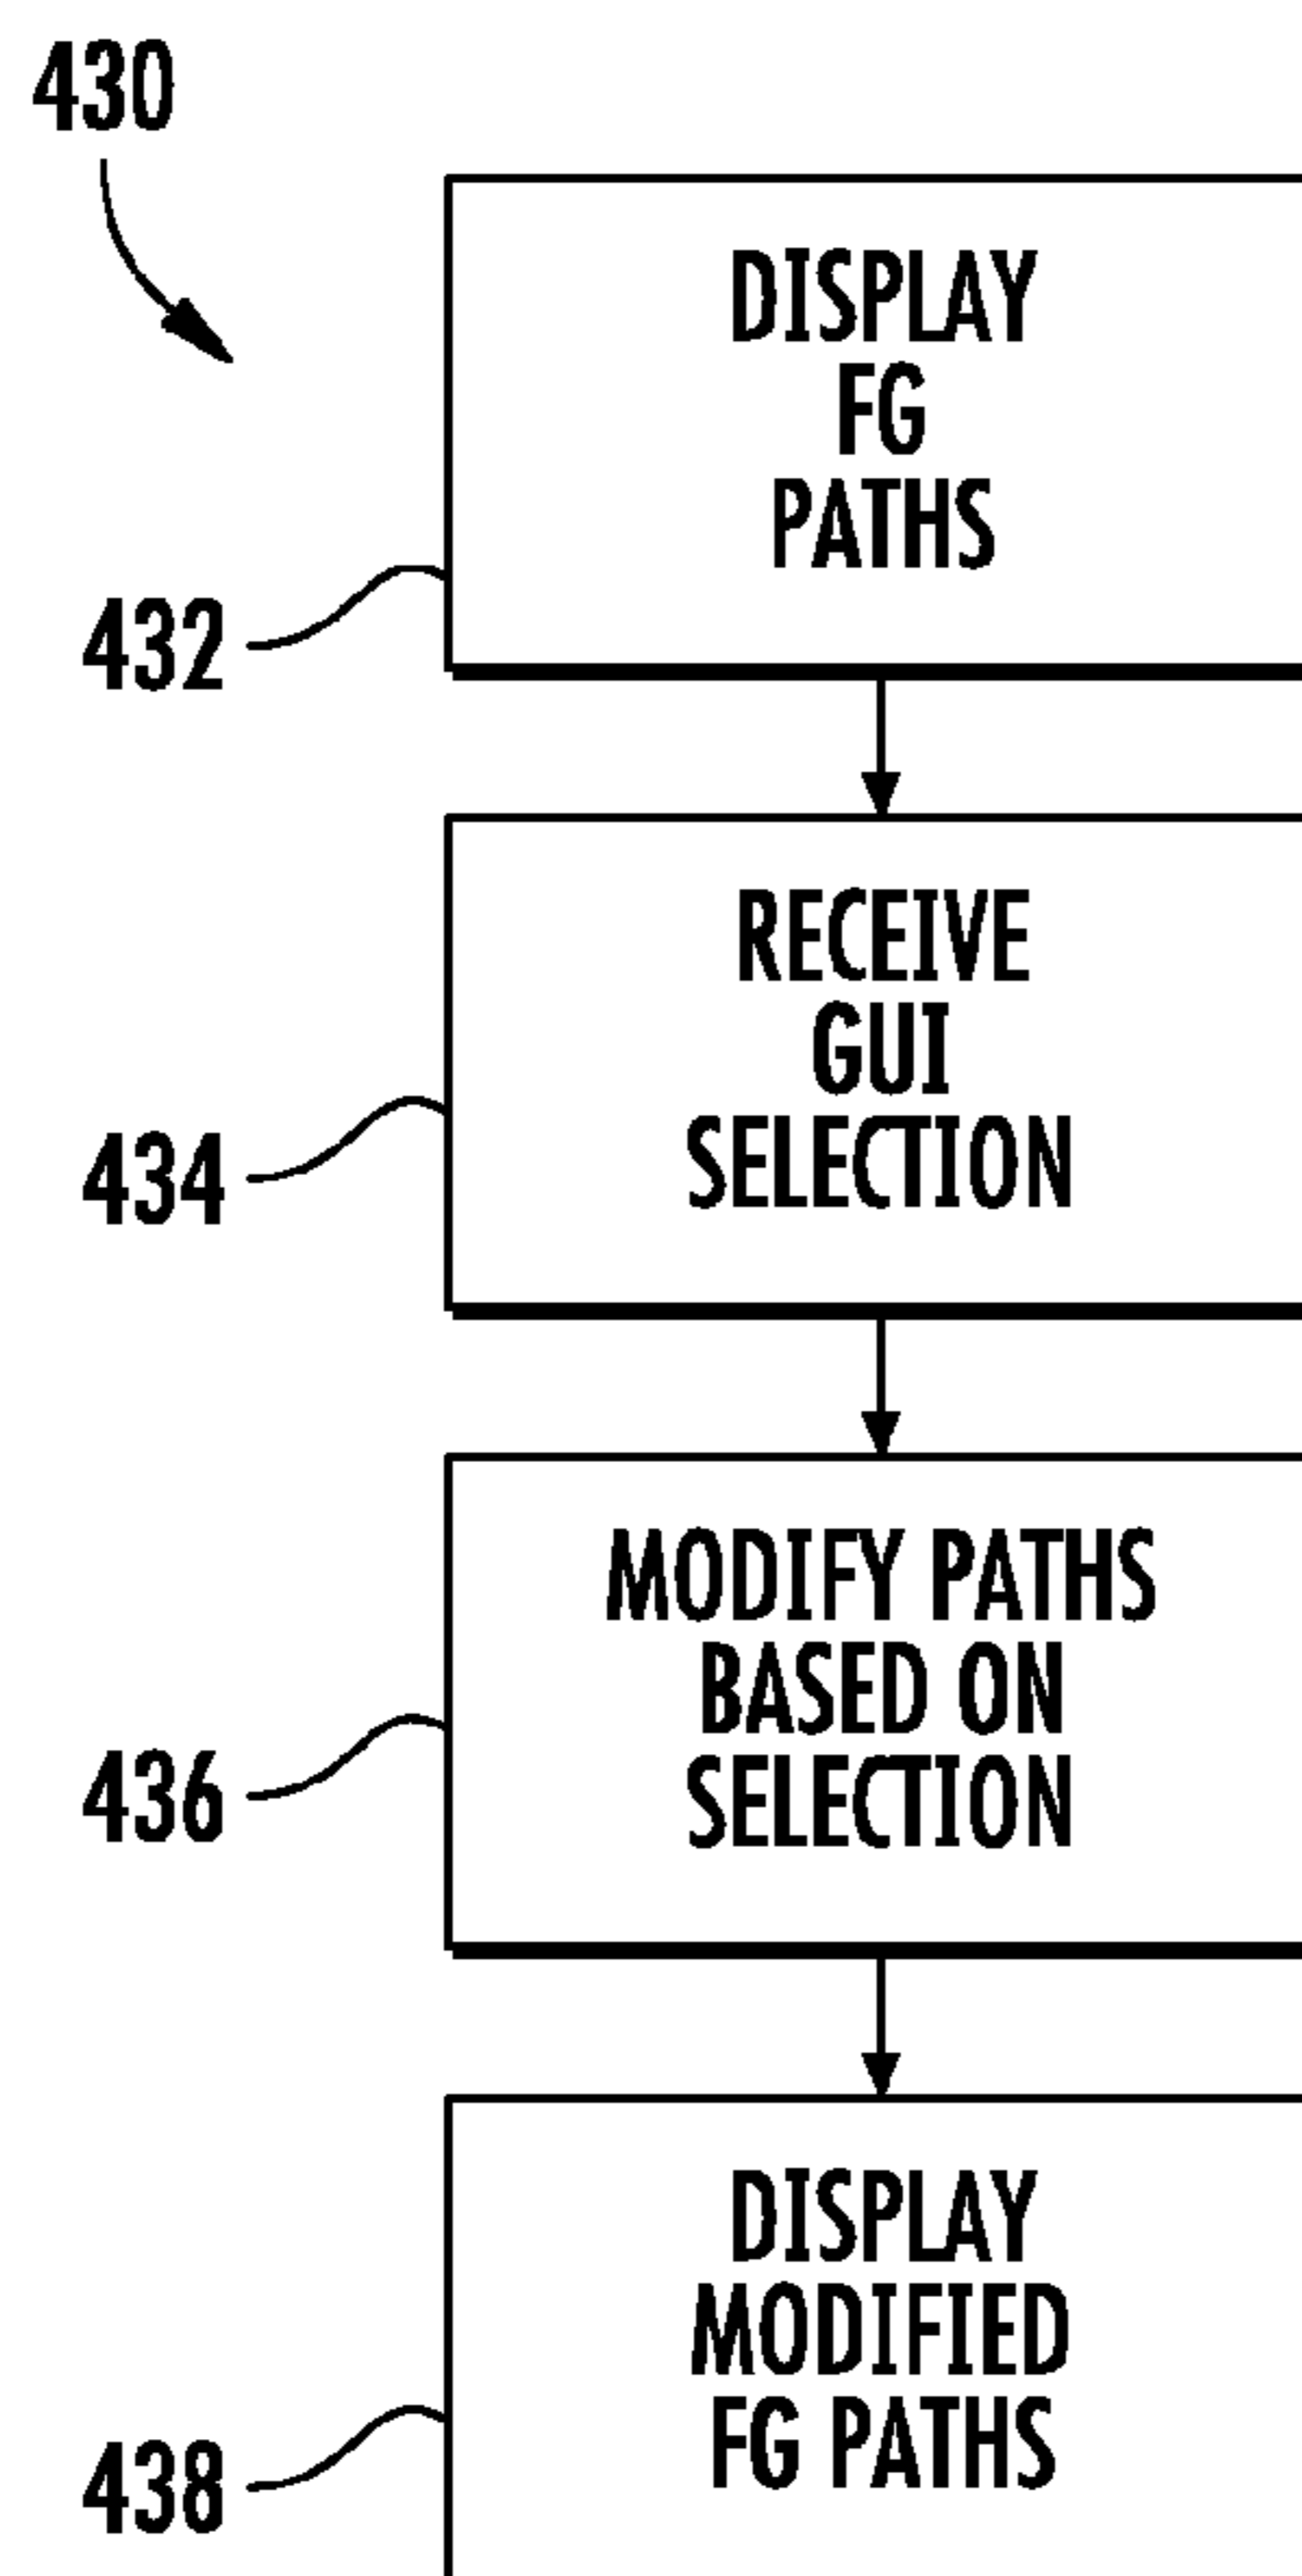 430
DISPLAY
FG
PATHS
432
RECEIVE
GUI
SELECTION
434
MODIFY PATHS
BASED ON
SELECTION
436
DISPLAY
MODIFIED
FG PATHS
438